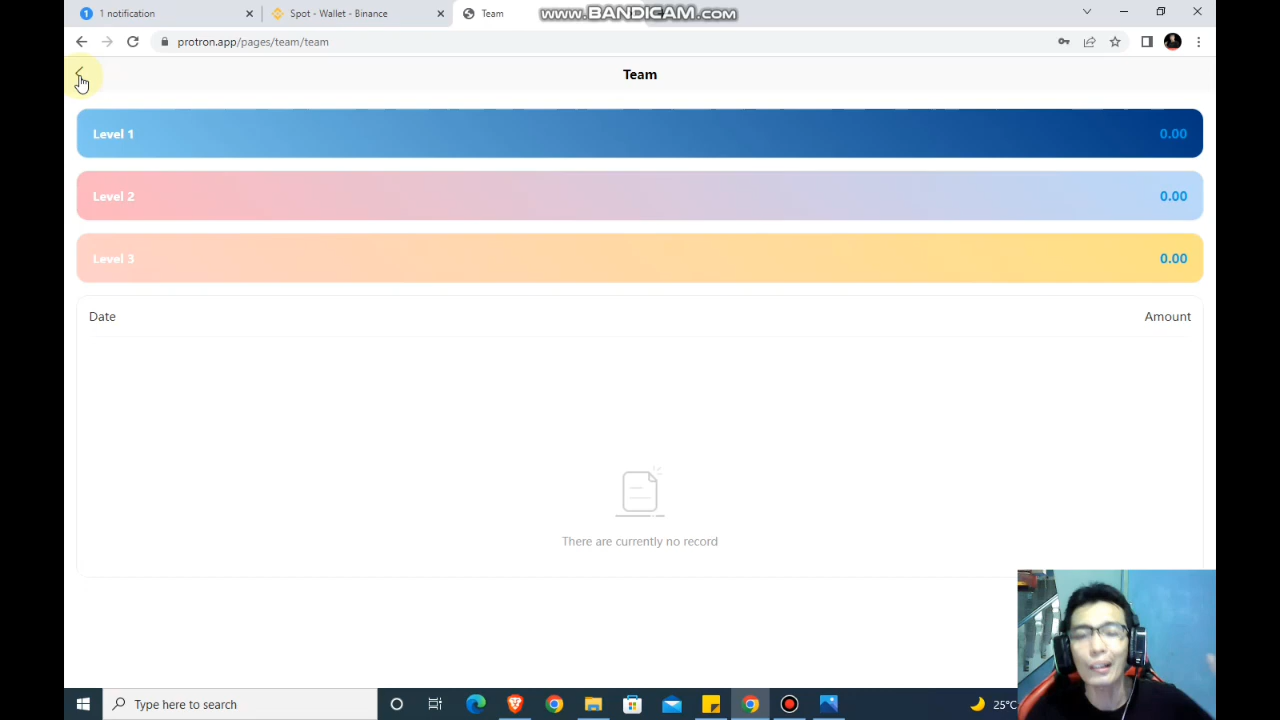 1 notification
Spot - Wallet - Binance
Team
www.BANDICAM.com
protron.app/pages/team/team
Team
Level 1 0.00
Level 2 0.00
Level 3 0.00
Date Amount
There are currently no record
Type here to search
25°C